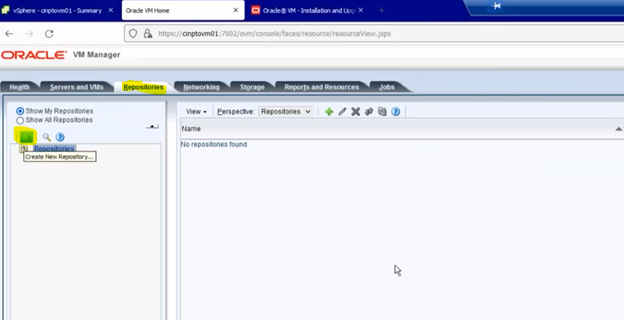 vSphere - cinptovm01 - Summary
Oracle VM Home
Oracle® VM - Installation and Upg
https://cinptovm01:7002/ovm/console/faces/resource/resourceView.jspx
ORACLE VM Manager
Health Servers and VMs Repositories Networking Storage Reports and Resources Jobs
Show My Repositories
Show All Repositories
View Perspective: Repositories
Name
No repositories found
Repositories
Create New Repository...